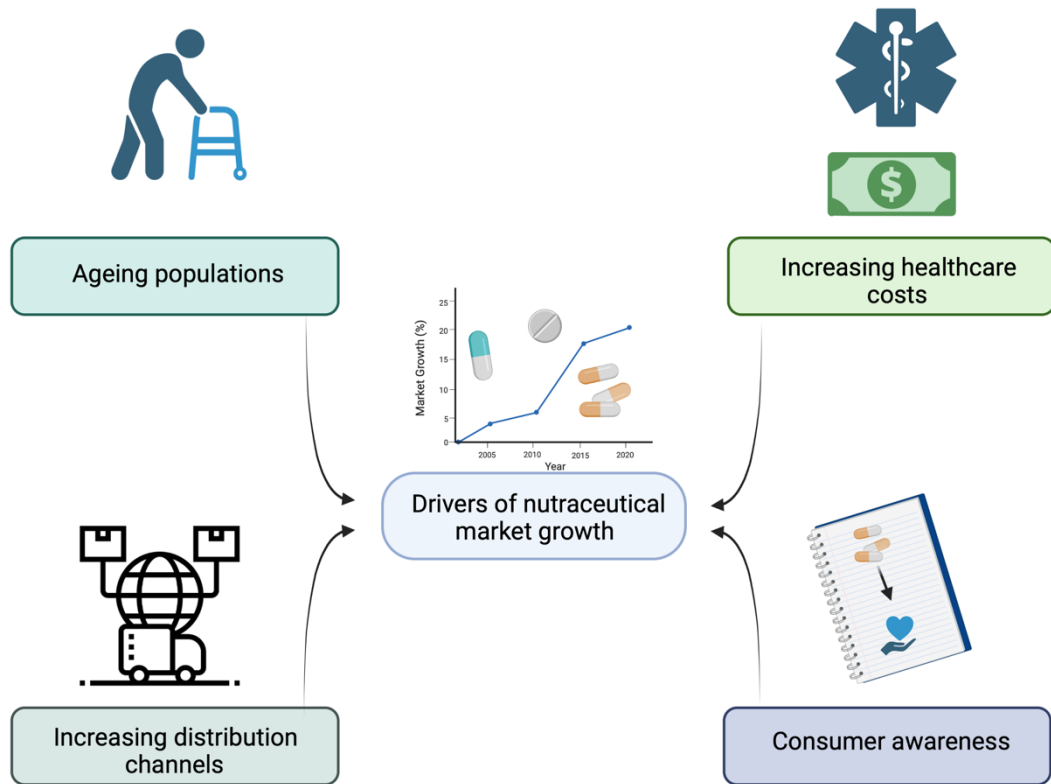 $
Ageing populations
Increasing healthcare
costs
Market Growth (%)
25
20
15
10
5
0
2005
2010
2015
2020
Year
Drivers of nutraceutical
market growth
Increasing distribution
channels
Consumer awareness